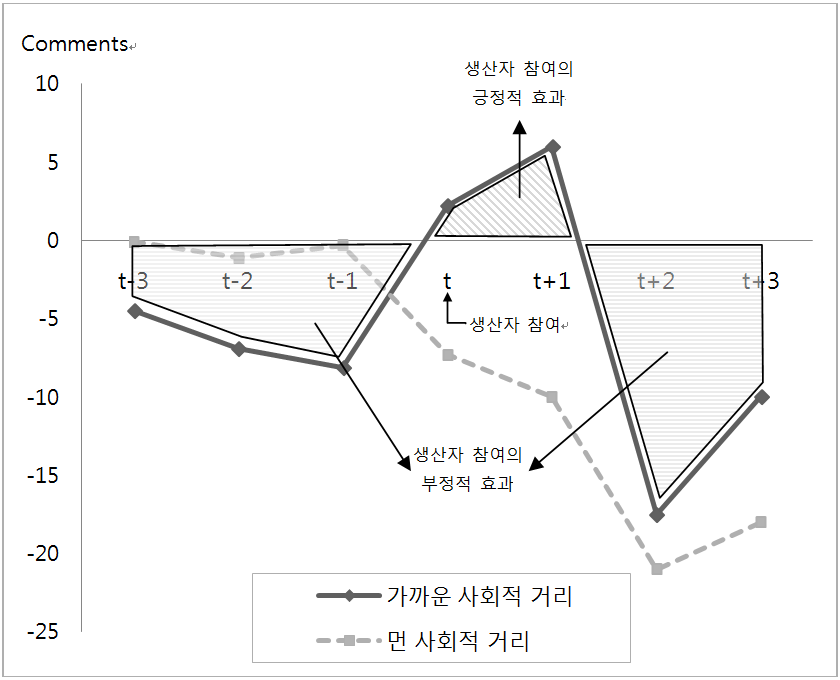 Comments
생산자 참여의
긍정적 효과
10
5
0
-5
-10
-15
-20
-25
t-3
t-2
t-1
t
t+1
t+2
t+3
생산자 참여
생산자 참여의
부정적 효과
가까운 사회적 거리
먼 사회적 거리